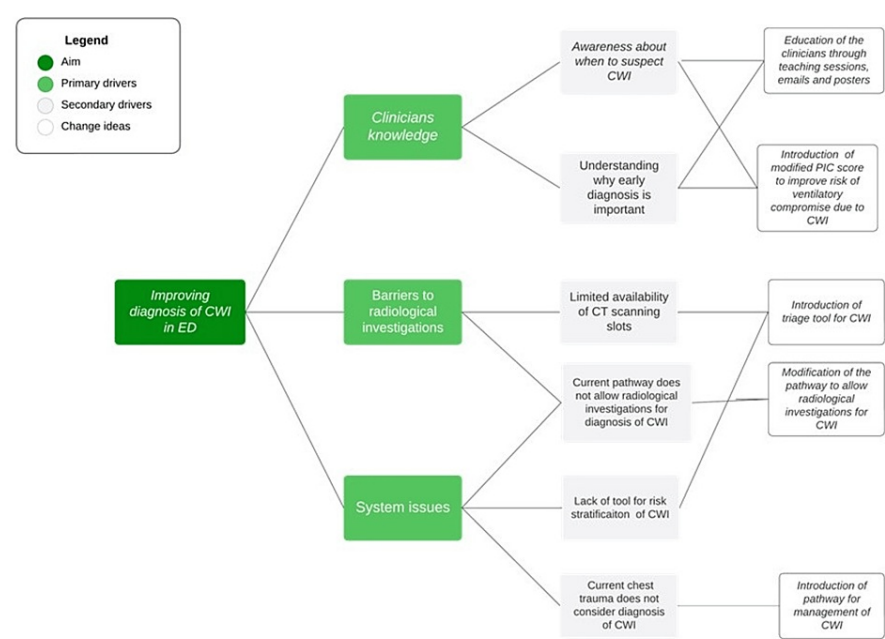 Legend
Aim
Primary drivers
Secondary drivers
Change ideas
Improving
diagnosis of CWI
in ED
Clinicians
knowledge
Barriers to
radiological
investigations
System issues
Awareness about
when to suspect
CWI
Understanding
why early
diagnosis is
important
Limited availability
of CT scanning
slots
Current pathway does
not allow radiological
investigations for
diagnosis of CWI
Lack of tool for risk
stratificaiton of CWI
Current chest
trauma does not
consider diagnosis
of CWI
Education of the
clinicians through
teaching sessions,
emails and posters
Introduction of
modified PIC score
to improve risk of
ventilatory
compromise due to
CWI
Introduction of
triage tool for CWI
Modification of the
pathway to allow
radiological
investigations for
CWI
Introduction of
pathway for
management of
CWI